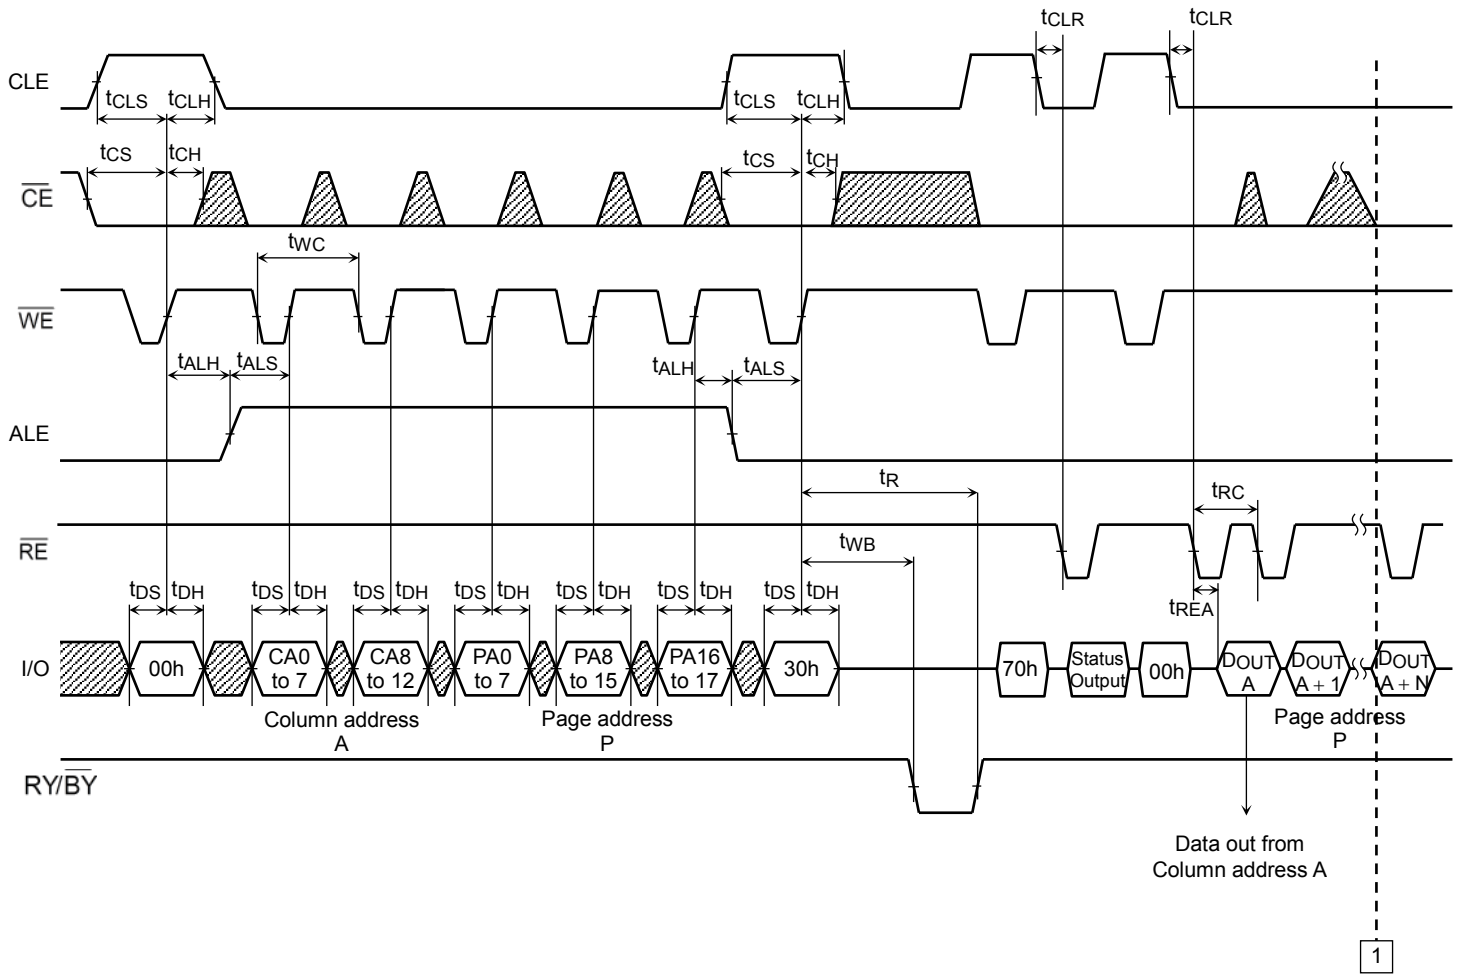 tCLR tCLR
CLE
tCLS tCLH tCLS tCLH
tCS tCH tCS tCH
CE
tWC
WE
tALH tALS tALH tALS
ALE
tR
tRC
RE
tWB
tDS tDH tDS tDH tDS tDH tDS tDH tDS tDH tDS tDH tDS tDH
tREA
I/O
00h
CA0
to 7
CA8
to 12
PA0
to 7
PA8
to 15
PA16
to 17
30h
70h
Status
Output
00h
DOUT
A
DOUT
A + 1
DOUT
A + N
Column address
A
Page address
P
Page address
P
RY/BY
Data out from
Column address A
1